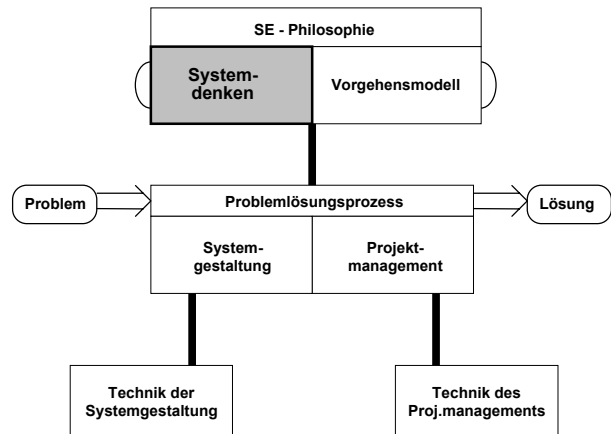 SE - Philosophie
System-
denken
Vorgehensmodell
Problem
Problemlösungsprozess
Lösung
System-
gestaltung
Projekt-
management
Technik der
Systemgestaltung
Technik des
Proj.managements